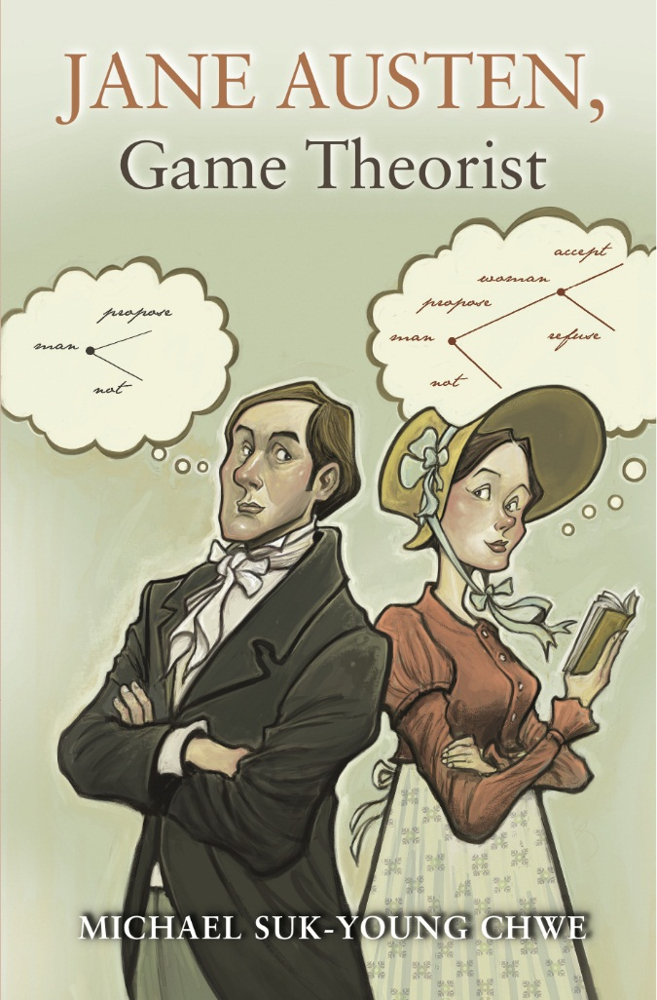 JANE AUSTEN,
Game Theorist
propose
man
not
accept
woman
propose
man
refuse
not
MICHAEL SUK-YOUNG CHWE